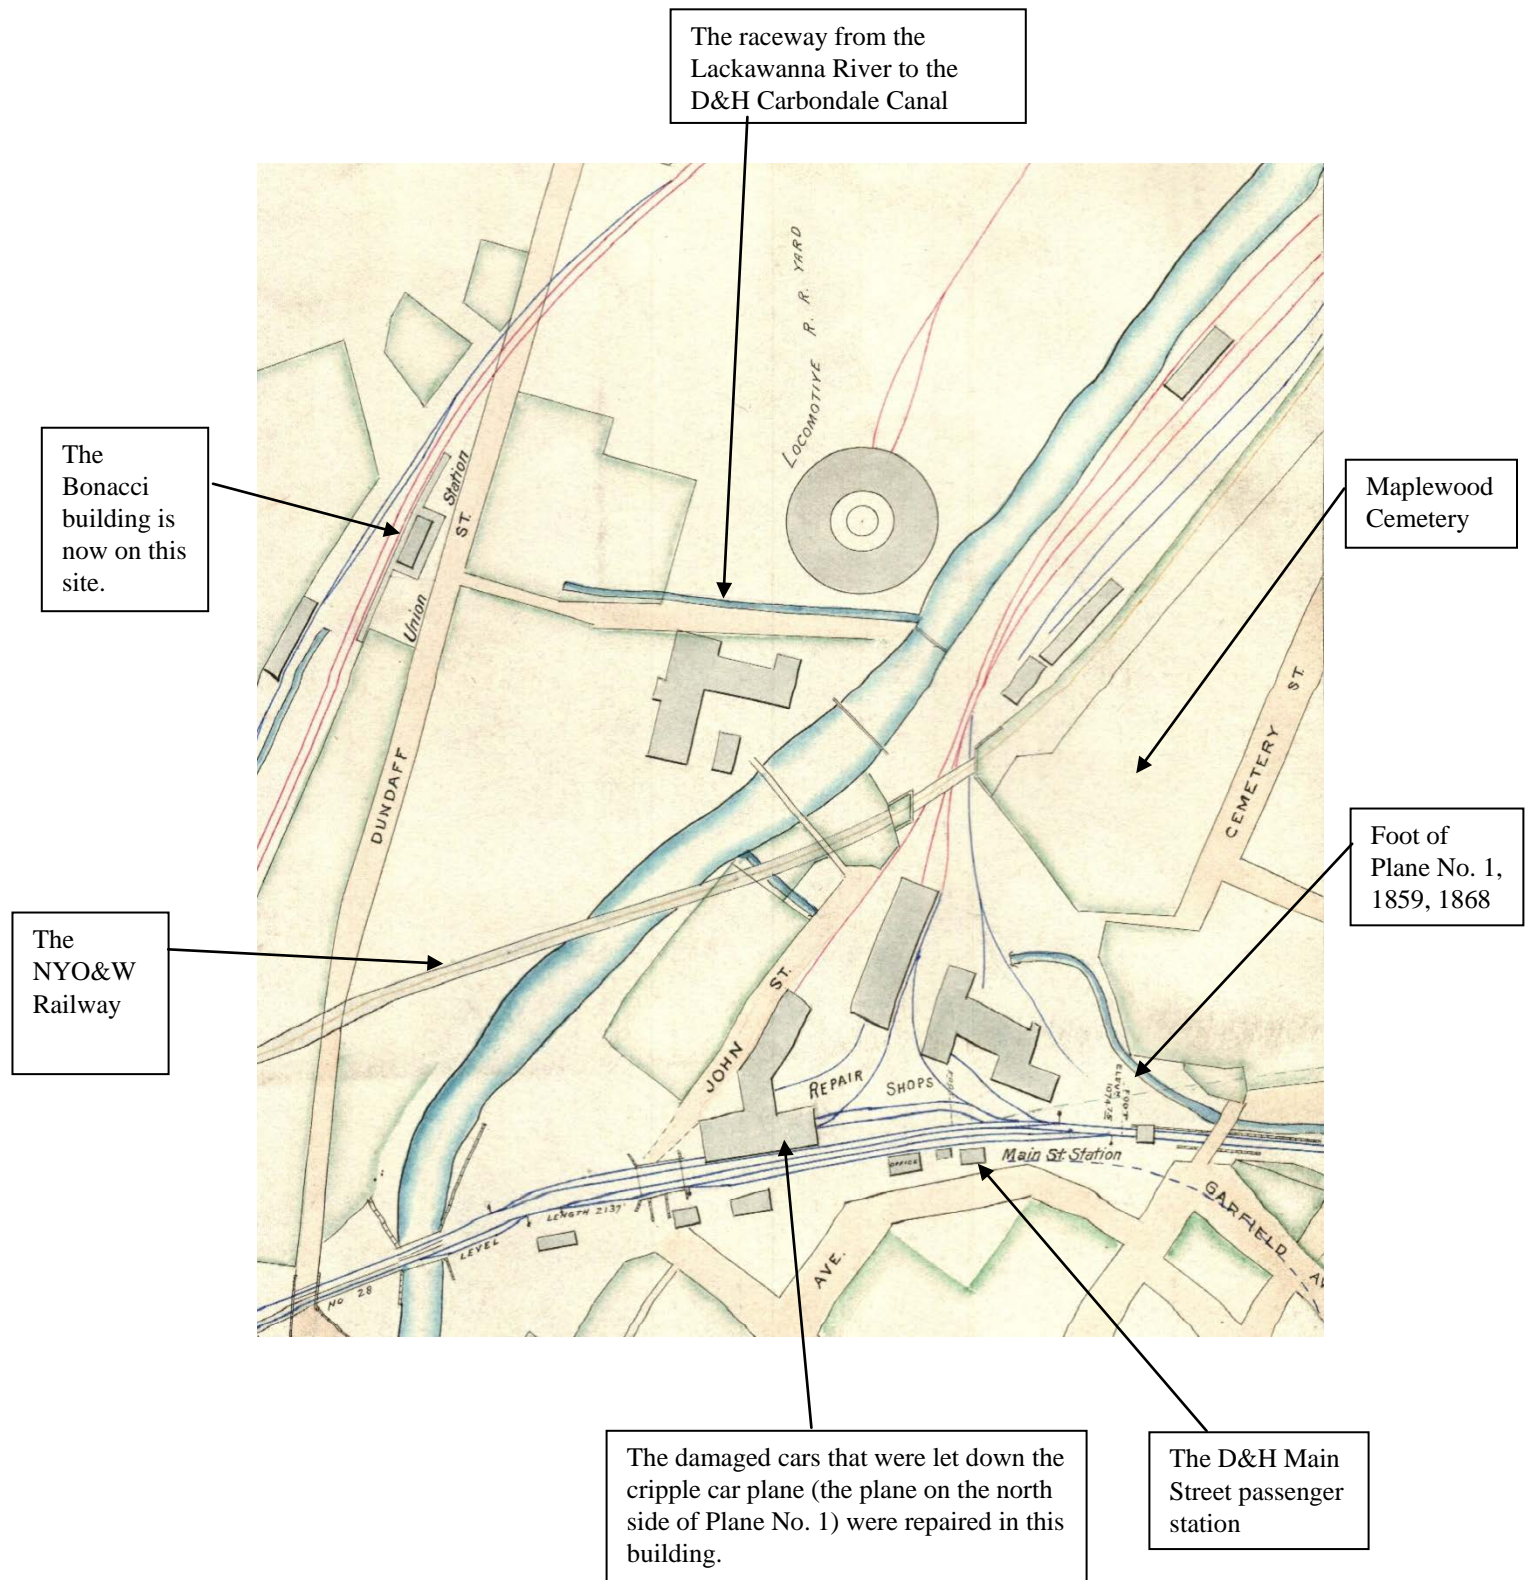 The raceway from the
Lackawanna River to the
D&H Carbondale Canal
LOCOMOTIVE R. R. YARD
The
Bonacci
building is
now on this
site.
Union Station
ST.
DUNDAFF
Maplewood
Cemetery
CEMETERY ST.
Foot of
Plane No. 1,
1859, 1868
The
NYO&W
Railway
JOHN ST.
REPAIR SHOPS
FOOT
ELEV.
Main St Station
OFFICE
GARFIELD AV
AVE.
LENGTH 2137'
LEVEL
NO 28
The damaged cars that were let down the
cripple car plane (the plane on the north
side of Plane No. 1) were repaired in this
building.
The D&H Main
Street passenger
station